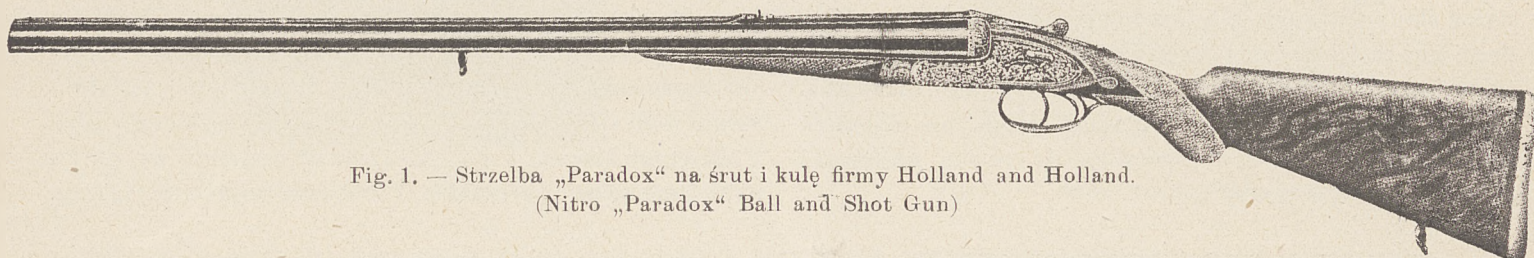 Fig. 1. — Strzelba „Paradox“ na śrut i kulę firmy Holland and Holland.
(Nitro „Paradox“ Ball and Shot Gun)